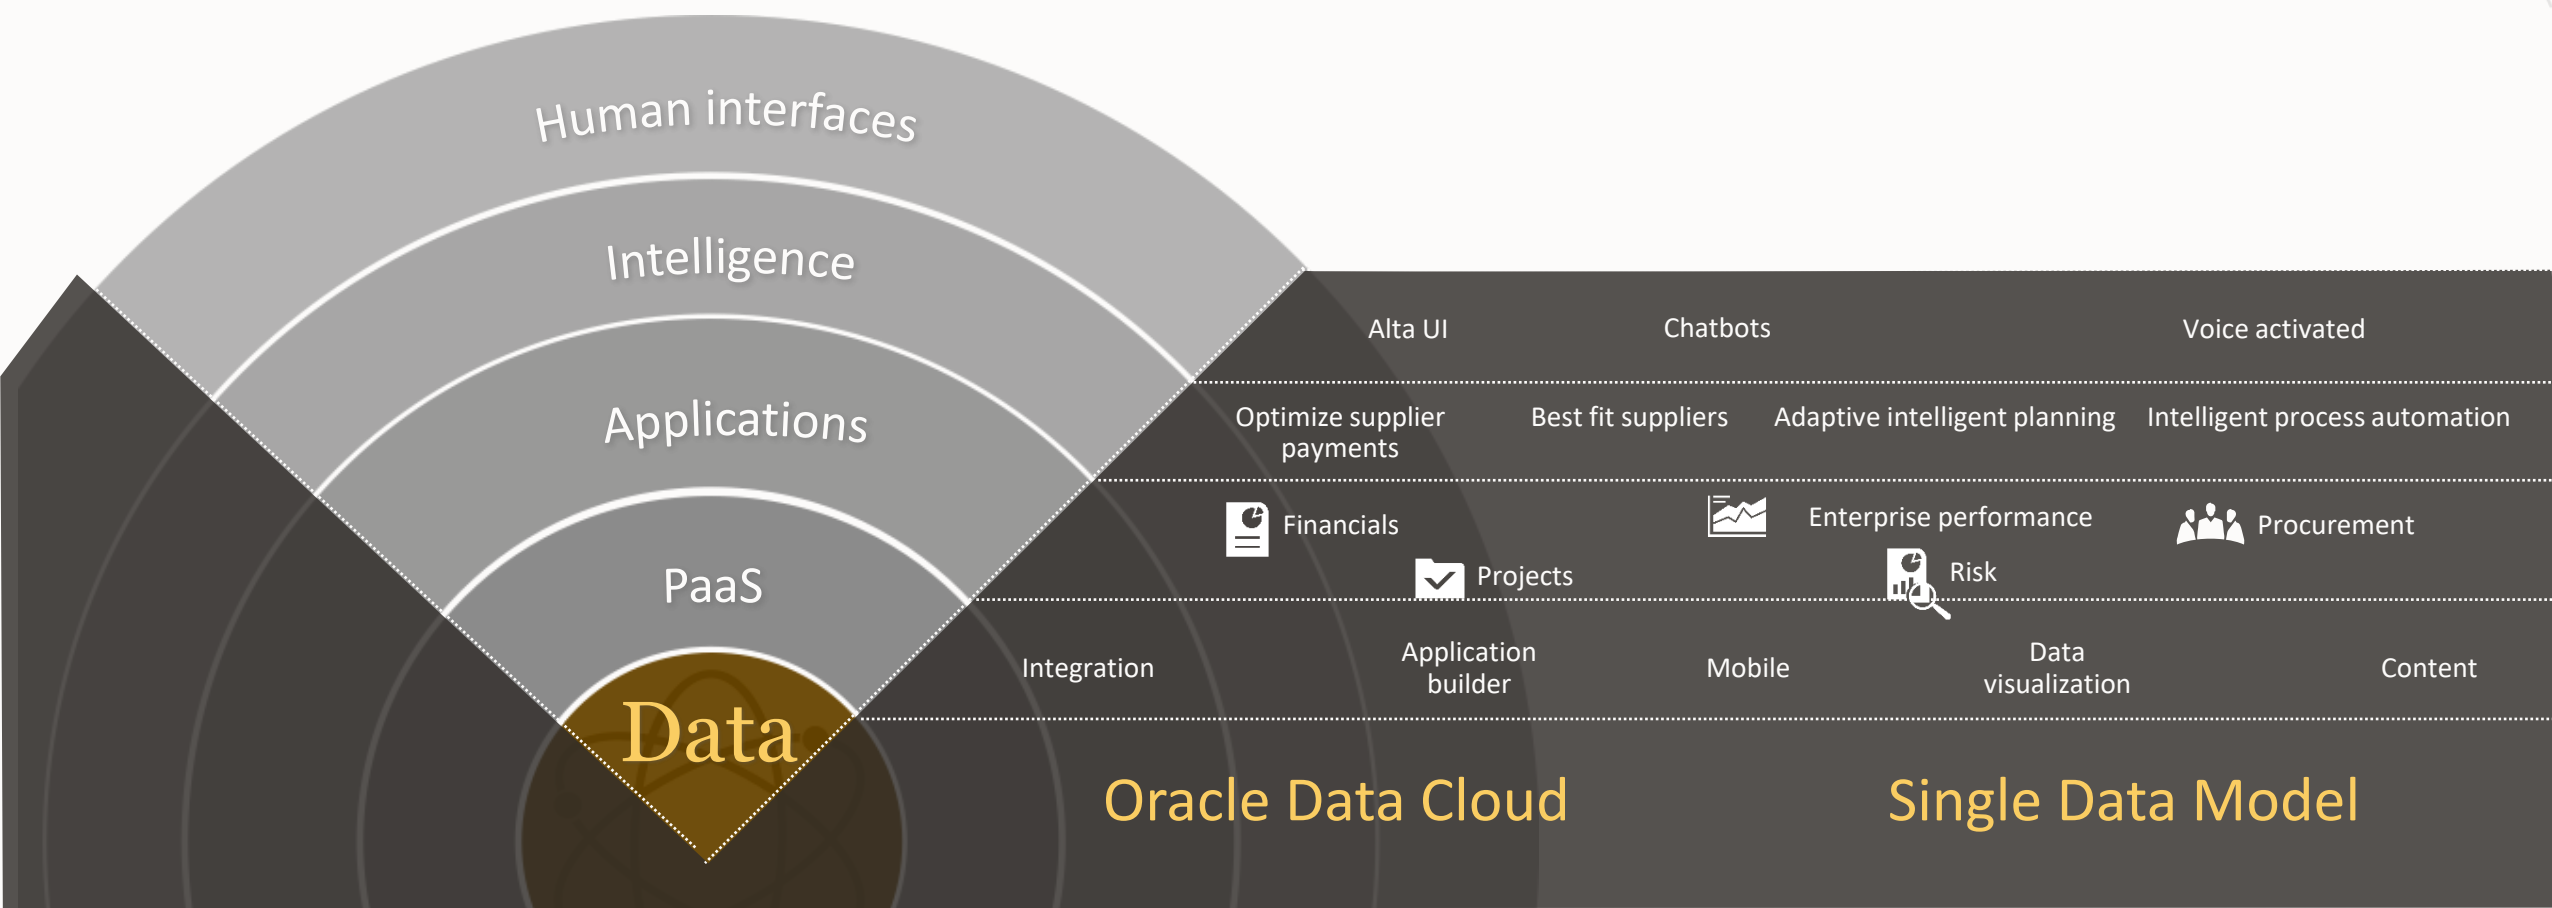 Human interfaces
Intelligence
Applications
PaaS
Data
Alta UI
Chatbots
Voice activated
Optimize supplier
payments
Best fit suppliers
Adaptive intelligent planning
Intelligent process automation
Financials
Enterprise performance
Procurement
Projects
Risk
Integration
Application
builder
Mobile
Data
visualization
Content
Oracle Data Cloud
Single Data Model